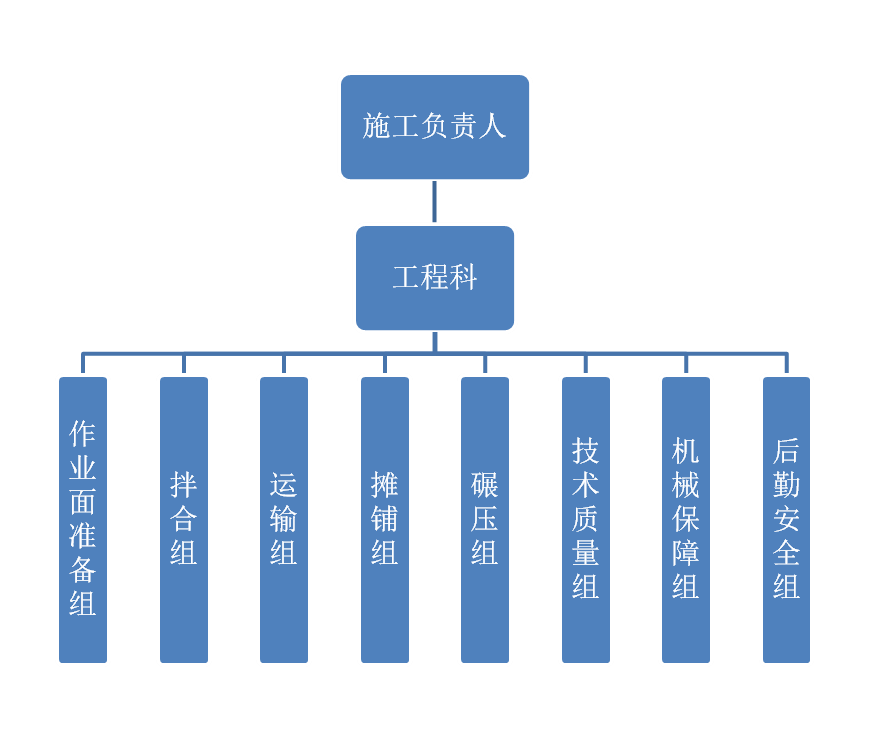 施工负责人
工程科
作业面准备组
拌合组
运输组
摊铺组
碾压组
技术质量组
机械保障组
后勤安全组